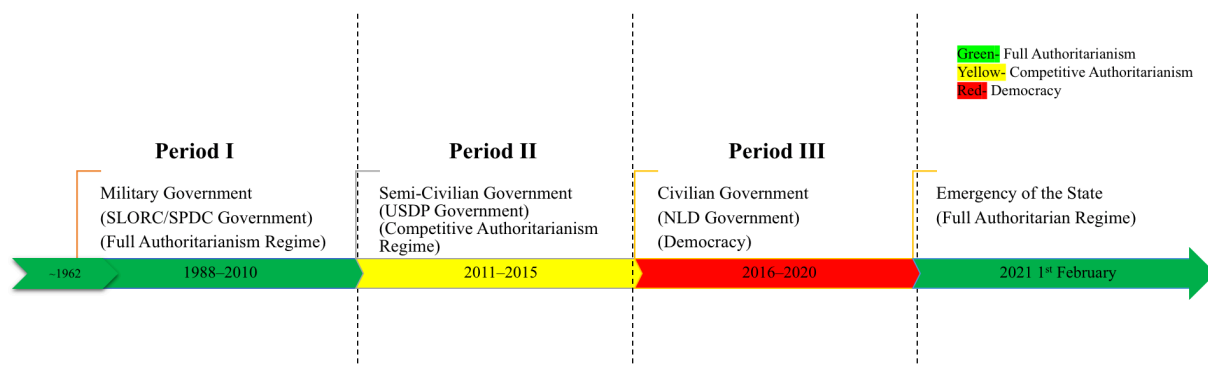 Green- Full Authoritarianism
Yellow- Competitive Authoritarianism
Red- Democracy
Period I
Period II
Period III
Military Government
(SLORC/SPDC Government)
(Full Authoritarianism Regime)
Semi-Civilian Government
(USDP Government)
(Competitive Authoritarianism
Regime)
Civilian Government
(NLD Government)
(Democracy)
Emergency of the State
(Full Authoritarian Regime)
~1962
1988–2010
2011–2015
2016–2020
2021 1st February